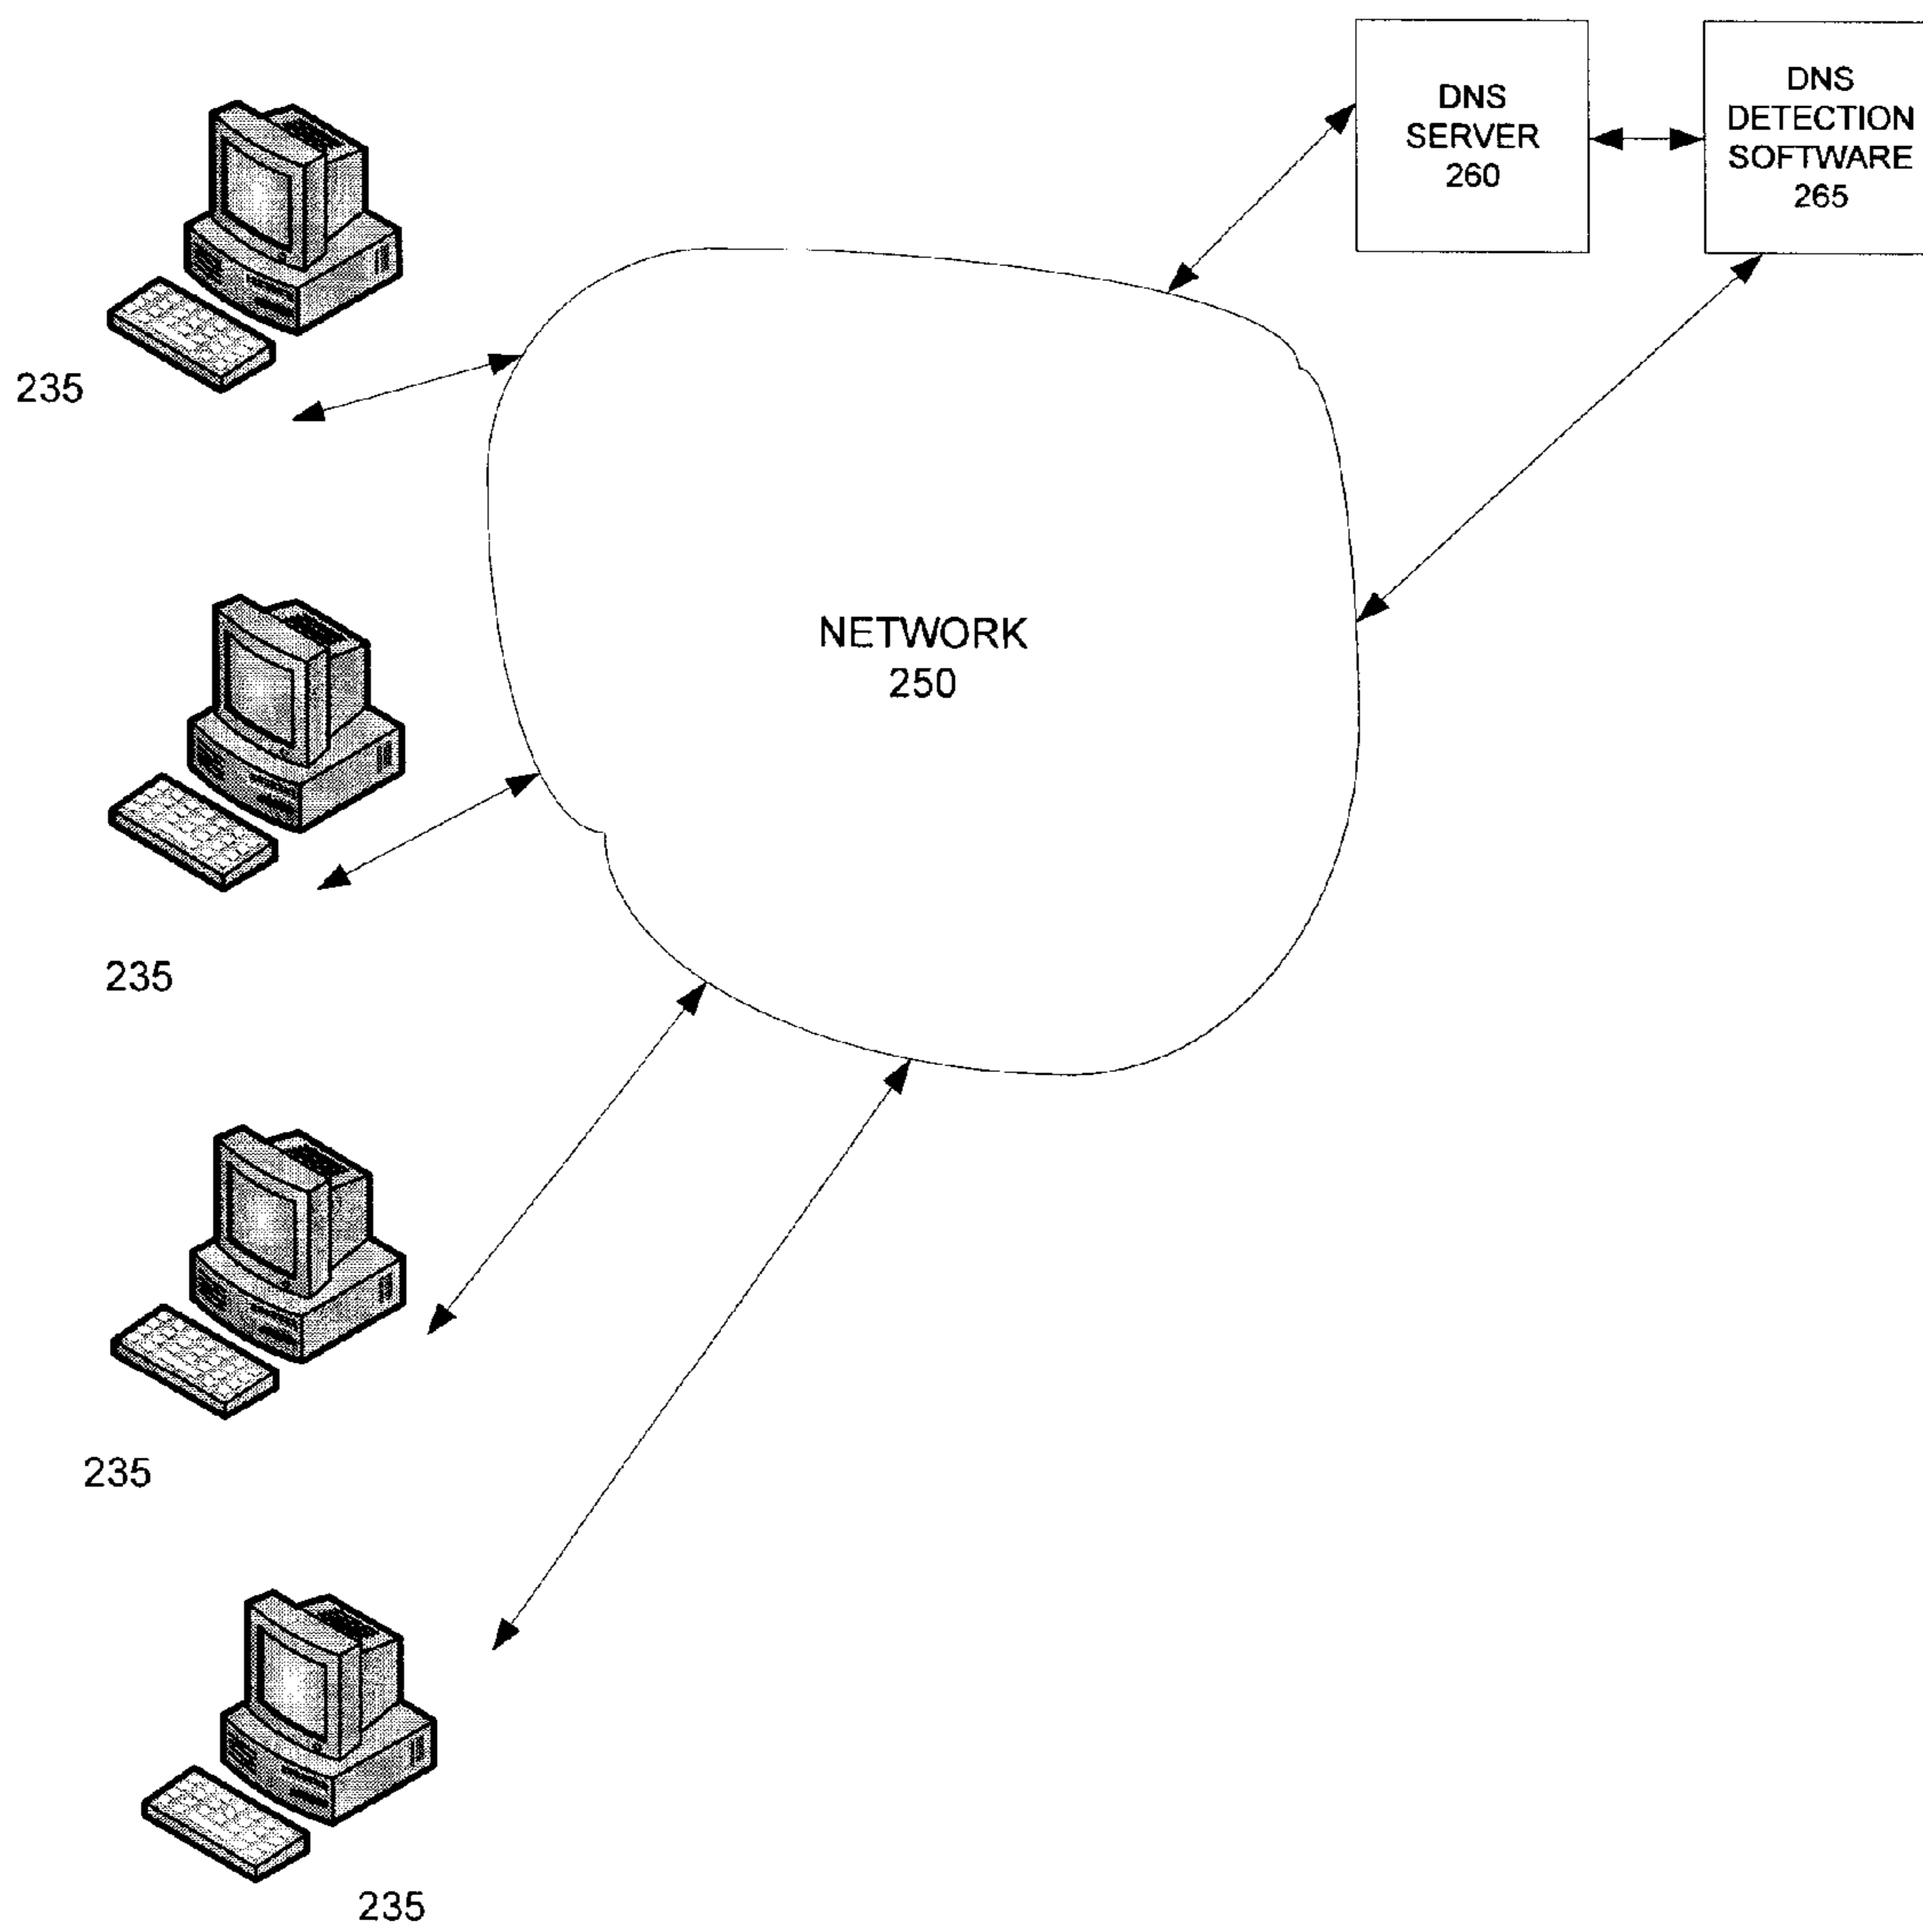 DNS
SERVER
260
DNS
DETECTION
SOFTWARE
265
235
NETWORK
250
235
235
235